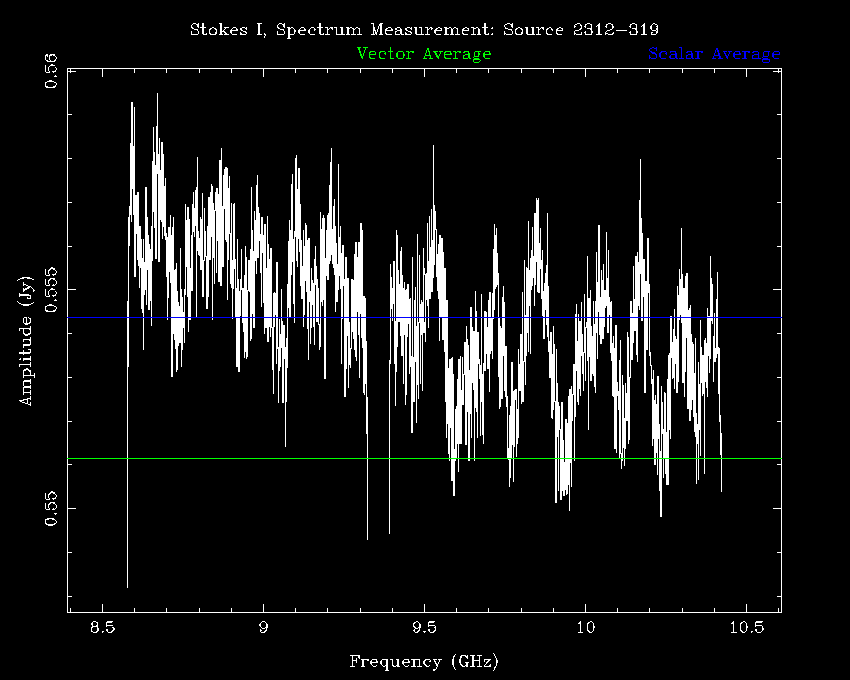 Stokes I, Spectrum Measurement: Source 2312-319
Vector Average
Scalar Average
0.56
0.555
0.55
Amplitude (Jy)
8.5
9
9.5
10
10.5
Frequency (GHz)